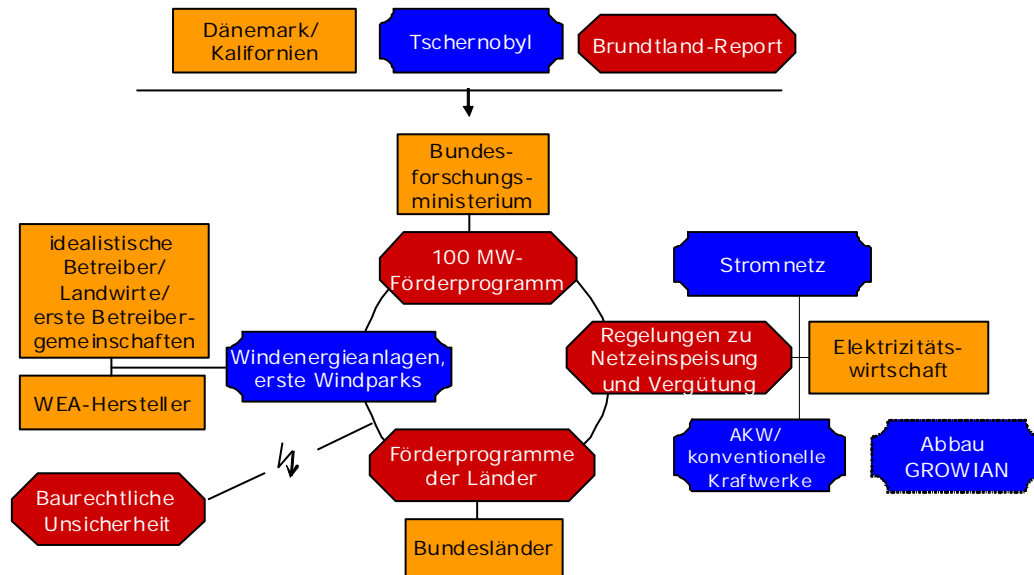 Dänemark/
Kalifornien
Tschernobyl
Brundtland-Report
Bundes-
forschungs-
ministerium
idealistische
Betreiber/
Landwirte/
erste Betreiber-
gemeinschaften
100 MW-
Förderprogramm
Stromnetz
Windenergieanlagen,
erste Windparks
Regelungen zu
Netzeinspeisung
und Vergütung
Elektrizitäts-
wirtschaft
WEA-Hersteller
Förderprogramme
der Länder
AKW/
konventionelle
Kraftwerke
Abbau
GROWIAN
Baurechtliche
Unsicherheit
Bundesländer